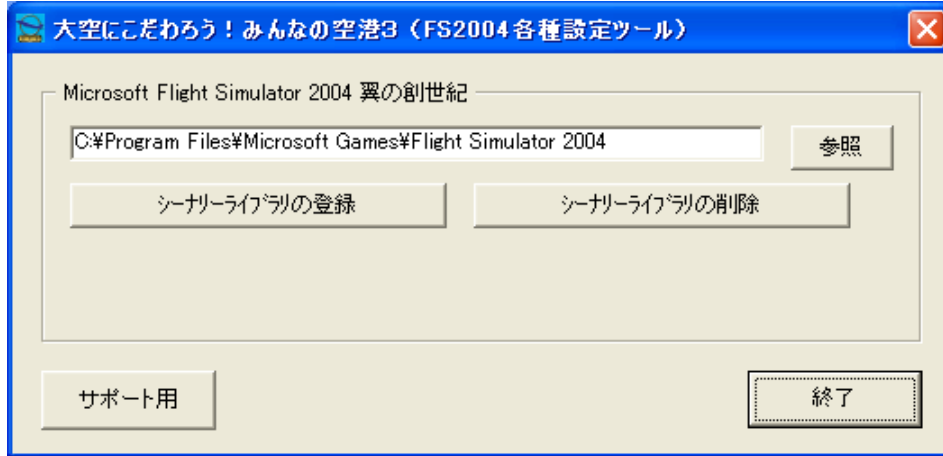 大空にこだわろう！みんなの空港3（FS2004各種設定ツール）
Microsoft Flight Simulator 2004 翼の創世紀
C:¥Program Files¥Microsoft Games¥Flight Simulator 2004
参照
ｼｰﾅﾘｰﾗｲﾌﾞﾗﾘの登録
ｼｰﾅﾘｰﾗｲﾌﾞﾗﾘの削除
サポート用
終了